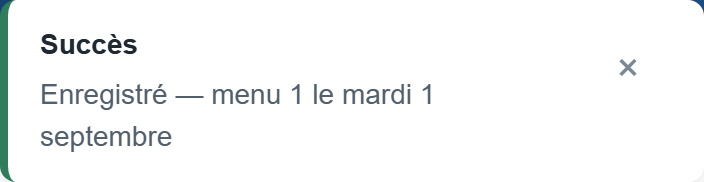 Succès
Enregistré — menu 1 le mardi 1
septembre